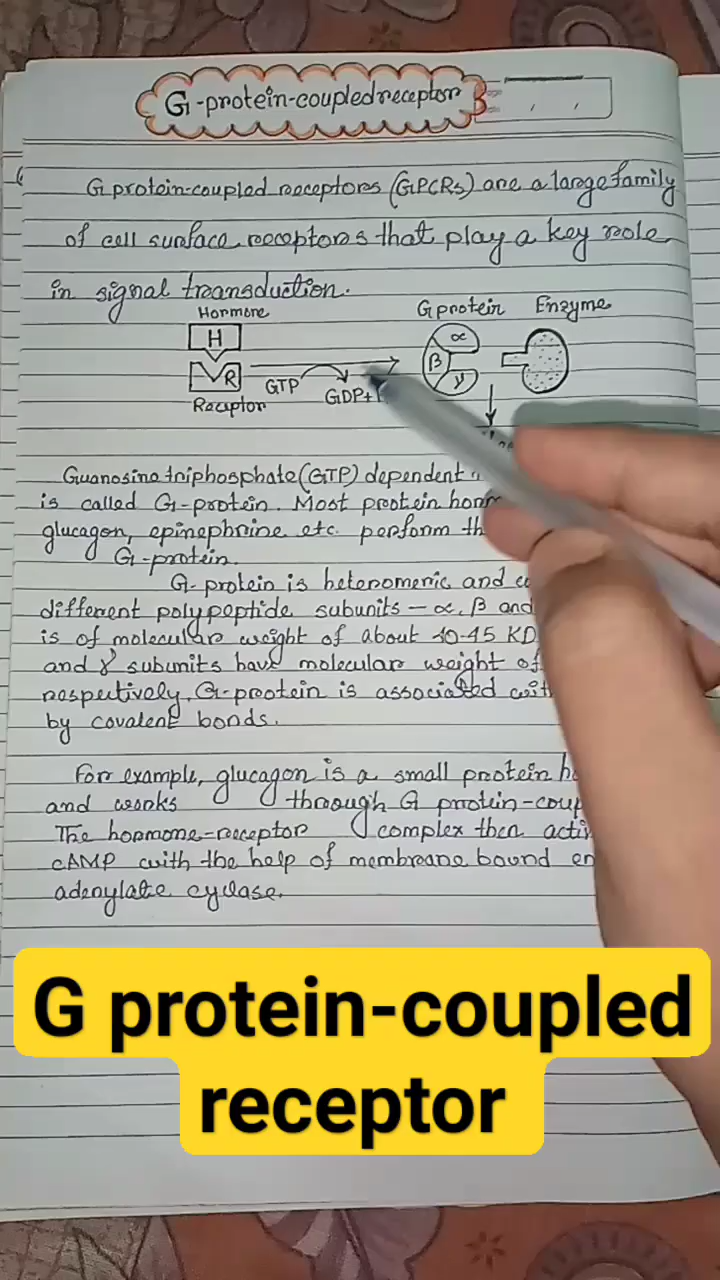 G-protein-coupled receptor
G protein-coupled receptors (GPCRs) are a large family
of cell surface receptors that play a key role
in signal transduction.
Hormore
G protein
Enzyme
H
α
β
γ
R
GTP
GDP+
Receptor
Guanosine triphosphate (GTP) dependent
is called G-protein. Most protein horm
glucagon, epinephrine etc. perform th
G-protein.
G-protein is heteromeric and co
different polypeptide subunits - α, β and
is of molecular weight of about 40-45 KD
and γ subunits have molecular weight of
respectively. G-protein is associated with
by covalent bonds.
For example, glucagon is a small protein ho
and works through G protein-coup
The hormone-receptor complex then acti
cAMP with the help of membrane bound en
adenylate cyclase.
G protein-coupled
receptor